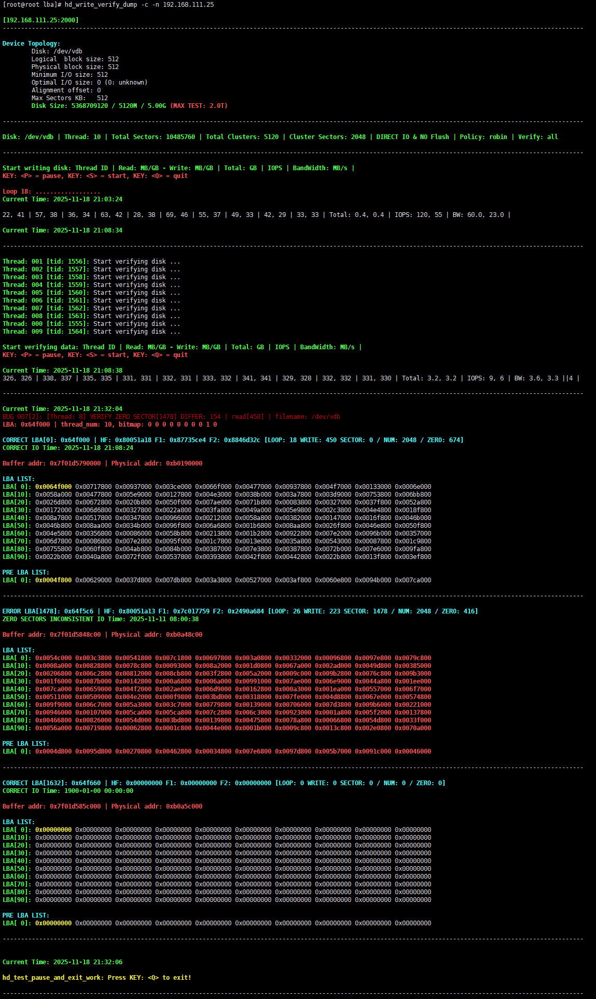 [root@root lba]# hd_write_verify_dump -c -n 192.168.111.25
[192.168.111.25:2000]
----------------------------------------------------------------------------------------------------------------------------------------------------------------
Device Topology:
Disk: /dev/vdb
Logical  block size: 512
Physical block size: 512
Minimum I/O size: 512
Optimal I/O size: 0 (0: unknown)
Alignment offset: 0
Max Sectors KB:   512
Disk Size: 5368709120 / 5120M / 5.00G (MAX TEST: 2.0T)
----------------------------------------------------------------------------------------------------------------------------------------------------------------
Disk: /dev/vdb | Thread: 10 | Total Sectors: 10485760 | Total Clusters: 5120 | Cluster Sectors: 2048 | DIRECT IO & NO Flush | Policy: robin | Verify: all
----------------------------------------------------------------------------------------------------------------------------------------------------------------
Start writing disk: Thread ID | Read: MB/GB - Write: MB/GB | Total: GB | IOPS | BandWidth: MB/s |
KEY: <P> = pause, KEY: <S> = start, KEY: <Q> = quit
Loop 18: ..................
Current Time: 2025-11-18 21:03:24
22, 41 | 57, 38 | 36, 34 | 63, 42 | 28, 38 | 69, 46 | 55, 37 | 49, 33 | 42, 29 | 33, 33 | Total: 0.4, 0.4 | IOPS: 120, 55 | BW: 60.0, 23.0 |
Current Time: 2025-11-18 21:08:34
----------------------------------------------------------------------------------------------------------------------------------------------------------------
Thread: 001 [tid: 1556]: Start verifying disk ...
Thread: 002 [tid: 1557]: Start verifying disk ...
Thread: 003 [tid: 1558]: Start verifying disk ...
Thread: 004 [tid: 1559]: Start verifying disk ...
Thread: 005 [tid: 1560]: Start verifying disk ...
Thread: 006 [tid: 1561]: Start verifying disk ...
Thread: 007 [tid: 1562]: Start verifying disk ...
Thread: 008 [tid: 1563]: Start verifying disk ...
Thread: 000 [tid: 1555]: Start verifying disk ...
Thread: 009 [tid: 1564]: Start verifying disk ...
Start verifying data: Thread ID | Read: MB/GB - Write: MB/GB | Total: GB | IOPS | BandWidth: MB/s |
KEY: <P> = pause, KEY: <S> = start, KEY: <Q> = quit
Current Time: 2025-11-18 21:08:38
326, 326 | 338, 337 | 335, 335 | 331, 331 | 332, 331 | 333, 332 | 341, 341 | 329, 328 | 332, 332 | 331, 330 | Total: 3.2, 3.2 | IOPS: 9, 6 | BW: 3.6, 3.3 ||4 |
----------------------------------------------------------------------------------------------------------------------------------------------------------------
Current Time: 2025-11-18 21:32:04
BUG 007[2]: [Thread: 8] VERIFY ZERO SECTOR[1478] DIFFER: 154 | read[450] | filename: /dev/vdb
LBA: 0x64f000 | thread_num: 10, bitmap: 0 0 0 0 0 0 0 0 1 0
CORRECT LBA[0]: 0x64f000 | HF: 0x80051a18 F1: 0x87735ce4 F2: 0x8846d32c [LOOP: 18 WRITE: 450 SECTOR: 0 / NUM: 2048 / ZERO: 674]
CORRECT IO Time: 2025-11-18 21:08:24
Buffer addr: 0x7f01d5790000 | Physical addr: 0xb0190000
LBA LIST:
LBA[ 0]: 0x0064f000 0x00717800 0x00937000 0x003ce000 0x0066f000 0x00477000 0x00937800 0x004f7000 0x00133000 0x0006e000
LBA[10]: 0x0058a000 0x00477800 0x005e9000 0x00127800 0x004e3000 0x0038b000 0x003a7800 0x003d9000 0x00753800 0x006bb800
LBA[20]: 0x0026d800 0x00672800 0x0020b800 0x0050f000 0x007ae000 0x0071b800 0x00083800 0x00327000 0x0037f800 0x0052a800
LBA[30]: 0x00172000 0x006d6800 0x00327800 0x0022a800 0x003fa800 0x0049a000 0x005e9800 0x002c3800 0x004e4800 0x0018f800
LBA[40]: 0x008a7800 0x00517800 0x00347800 0x00966000 0x00212000 0x0058a800 0x00382000 0x00147000 0x0016f800 0x0046b000
LBA[50]: 0x0046b800 0x008aa000 0x0034b000 0x0096f800 0x006a6800 0x001b6800 0x008aa800 0x0026f800 0x0046e800 0x0050f800
LBA[60]: 0x004e5800 0x00356800 0x00086000 0x0058b800 0x00213800 0x001b2800 0x00922800 0x007e2000 0x0096b000 0x00357000
LBA[70]: 0x006d7800 0x00086800 0x007e2800 0x0095f000 0x001c7800 0x0013e000 0x0035a800 0x00543000 0x00087800 0x001c9800
LBA[80]: 0x00755800 0x0060f800 0x004ab800 0x0084b000 0x00387000 0x007e3800 0x00387800 0x0072b000 0x007e6000 0x009fa800
LBA[90]: 0x0022b000 0x0040a800 0x0072f000 0x00537800 0x00393800 0x0042f800 0x00442800 0x0022b800 0x0013f800 0x003ef800
PRE LBA LIST:
LBA[ 0]: 0x0004f800 0x00629000 0x0037d800 0x007db800 0x003a3800 0x00527000 0x003af800 0x0060e800 0x0094b000 0x007ca000
----------------------------------------------------------------------------------------------------------------------------------------------------------------
ERROR LBA[1478]: 0x64f5c6 | HF: 0x80051a13 F1: 0x7c017759 F2: 0x2490a684 [LOOP: 26 WRITE: 223 SECTOR: 1478 / NUM: 2048 / ZERO: 416]
ZERO SECTORS INCONSISTENT IO Time: 2025-11-11 08:00:38
Buffer addr: 0x7f01d5848c00 | Physical addr: 0xb0a48c00
LBA LIST:
LBA[ 0]: 0x0054c000 0x003c3800 0x00541800 0x007c1800 0x00697800 0x003a0800 0x00332000 0x00096800 0x0097e800 0x0079c800
LBA[10]: 0x0008a000 0x00828800 0x0078c800 0x00093000 0x008a2000 0x001d0800 0x0067a000 0x002ad000 0x0049d800 0x00385000
LBA[20]: 0x00206800 0x006c2800 0x00812000 0x008cb800 0x003f2800 0x005a2000 0x0009c000 0x009b2800 0x0076c800 0x009b3000
LBA[30]: 0x001f6000 0x0087b000 0x00142800 0x000a6800 0x0006a000 0x00991000 0x007ae000 0x006e9000 0x0044a800 0x001ee000
LBA[40]: 0x007ca000 0x00659000 0x004f2000 0x002ae000 0x006d9000 0x00162800 0x000a3000 0x001ea000 0x00557000 0x006f7000
LBA[50]: 0x00511000 0x00509000 0x004e2000 0x000f9800 0x003bd000 0x00318000 0x007fe000 0x004d8800 0x0067e000 0x00574800
LBA[60]: 0x009f9000 0x006c7000 0x005a3000 0x003c7000 0x00779800 0x00139000 0x00706000 0x007d3800 0x009b6000 0x00221000
LBA[70]: 0x00946000 0x00107000 0x005ca000 0x005ca800 0x007c2800 0x006c3000 0x00923000 0x0001a800 0x005f2000 0x00137800
LBA[80]: 0x00466800 0x00826000 0x0054d000 0x003bd800 0x00139800 0x00475800 0x0078a800 0x00066800 0x0054d800 0x0033f000
LBA[90]: 0x0056a000 0x00719800 0x00062800 0x0001c800 0x0044e000 0x0001b000 0x0009c800 0x0013c800 0x002e0800 0x0070a000
PRE LBA LIST:
LBA[ 0]: 0x0004d800 0x0095d800 0x00270800 0x00462800 0x00034800 0x007e6800 0x0097d800 0x005b7000 0x0091c000 0x00046000
----------------------------------------------------------------------------------------------------------------------------------------------------------------
CORRECT LBA[1632]: 0x64f660 | HF: 0x00000000 F1: 0x00000000 F2: 0x00000000 [LOOP: 0 WRITE: 0 SECTOR: 0 / NUM: 0 / ZERO: 0]
CORRECT IO Time: 1900-01-00 00:00:00
Buffer addr: 0x7f01d585c000 | Physical addr: 0xb0a5c000
LBA LIST:
LBA[ 0]: 0x00000000 0x00000000 0x00000000 0x00000000 0x00000000 0x00000000 0x00000000 0x00000000 0x00000000 0x00000000
LBA[10]: 0x00000000 0x00000000 0x00000000 0x00000000 0x00000000 0x00000000 0x00000000 0x00000000 0x00000000 0x00000000
LBA[20]: 0x00000000 0x00000000 0x00000000 0x00000000 0x00000000 0x00000000 0x00000000 0x00000000 0x00000000 0x00000000
LBA[30]: 0x00000000 0x00000000 0x00000000 0x00000000 0x00000000 0x00000000 0x00000000 0x00000000 0x00000000 0x00000000
LBA[40]: 0x00000000 0x00000000 0x00000000 0x00000000 0x00000000 0x00000000 0x00000000 0x00000000 0x00000000 0x00000000
LBA[50]: 0x00000000 0x00000000 0x00000000 0x00000000 0x00000000 0x00000000 0x00000000 0x00000000 0x00000000 0x00000000
LBA[60]: 0x00000000 0x00000000 0x00000000 0x00000000 0x00000000 0x00000000 0x00000000 0x00000000 0x00000000 0x00000000
LBA[70]: 0x00000000 0x00000000 0x00000000 0x00000000 0x00000000 0x00000000 0x00000000 0x00000000 0x00000000 0x00000000
LBA[80]: 0x00000000 0x00000000 0x00000000 0x00000000 0x00000000 0x00000000 0x00000000 0x00000000 0x00000000 0x00000000
LBA[90]: 0x00000000 0x00000000 0x00000000 0x00000000 0x00000000 0x00000000 0x00000000 0x00000000 0x00000000 0x00000000
PRE LBA LIST:
LBA[ 0]: 0x00000000 0x00000000 0x00000000 0x00000000 0x00000000 0x00000000 0x00000000 0x00000000 0x00000000 0x00000000
----------------------------------------------------------------------------------------------------------------------------------------------------------------
Current Time: 2025-11-18 21:32:06
hd_test_pause_and_exit_work: Press KEY: <Q> to exit!
----------------------------------------------------------------------------------------------------------------------------------------------------------------